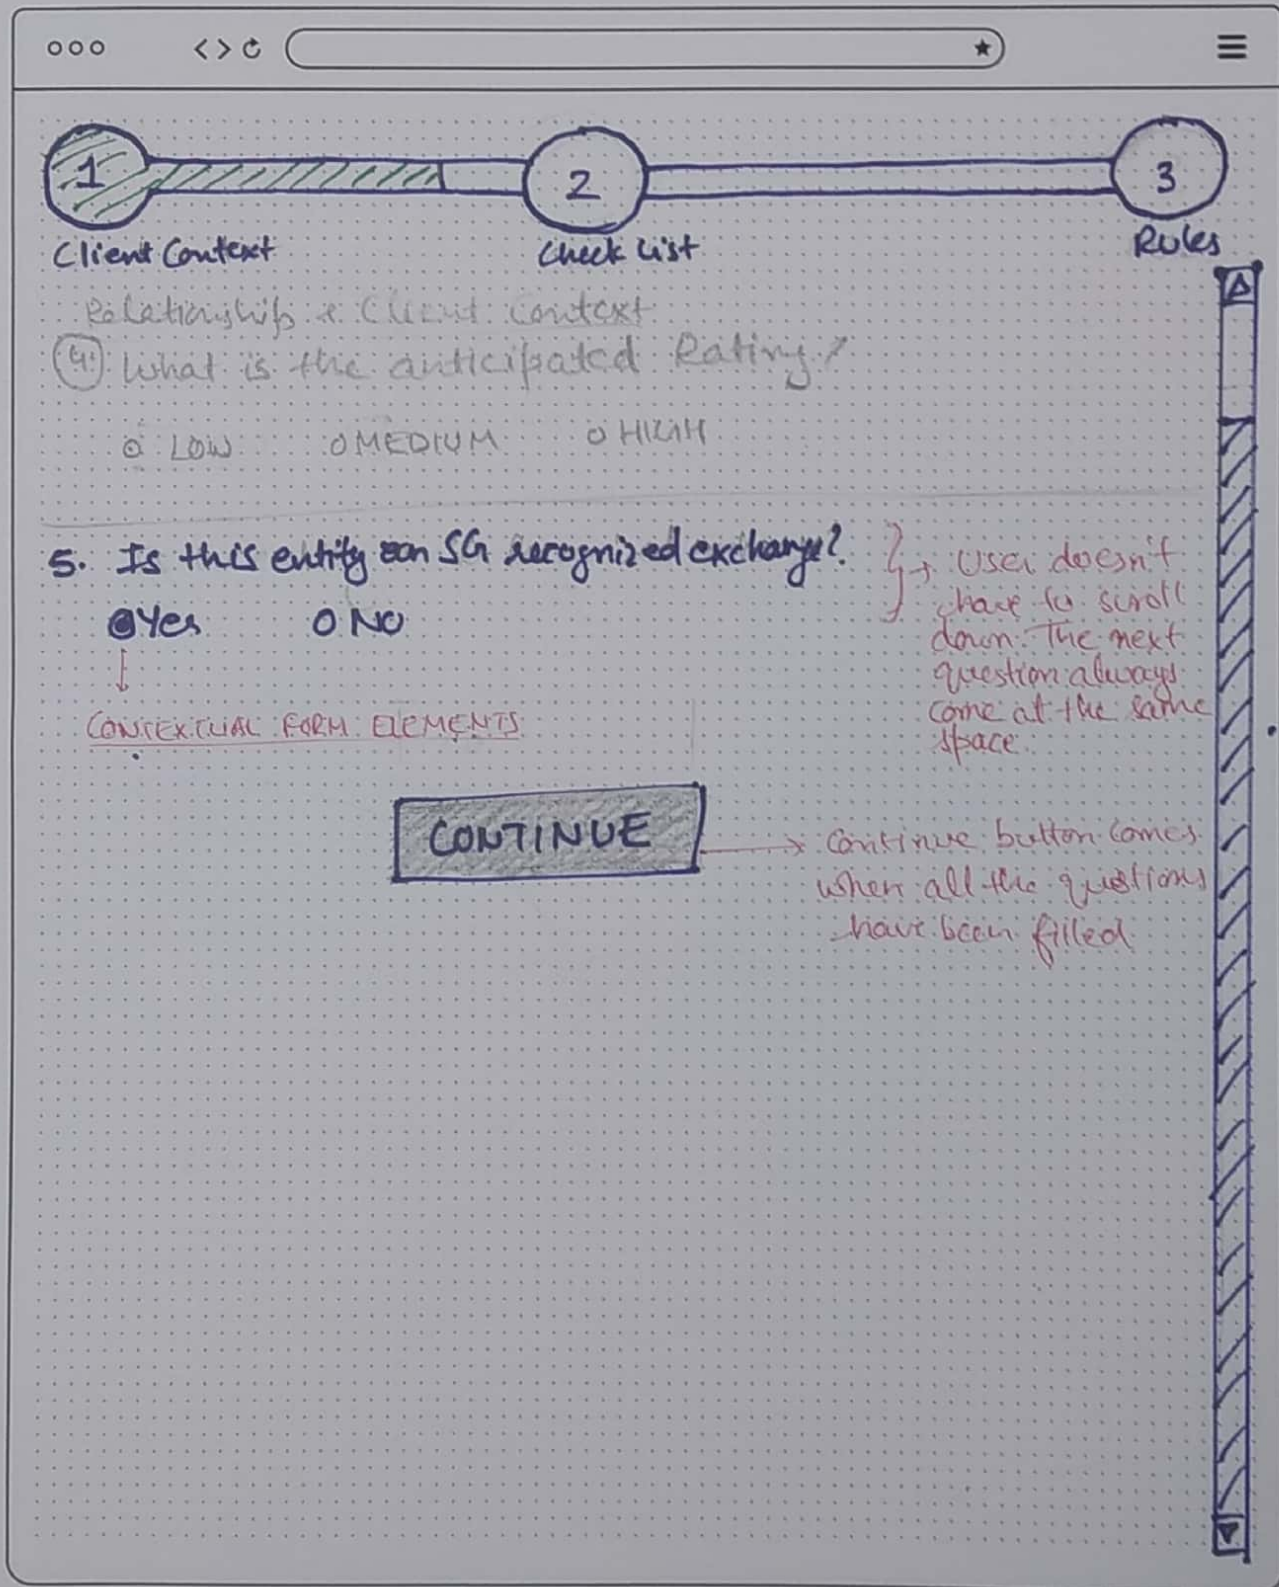 1
2
3
Client Context
Check List
Rules
Relationship & Client Context
4. What is the anticipated Rating?
LOW MEDIUM HIGH
5. Is this entity an SG recognized exchange?
Yes NO
CONTEXTUAL FORM ELEMENTS
User doesn't
have to scroll
down. The next
question always
come at the same
space.
CONTINUE
Continue button comes
when all the questions
have been filled